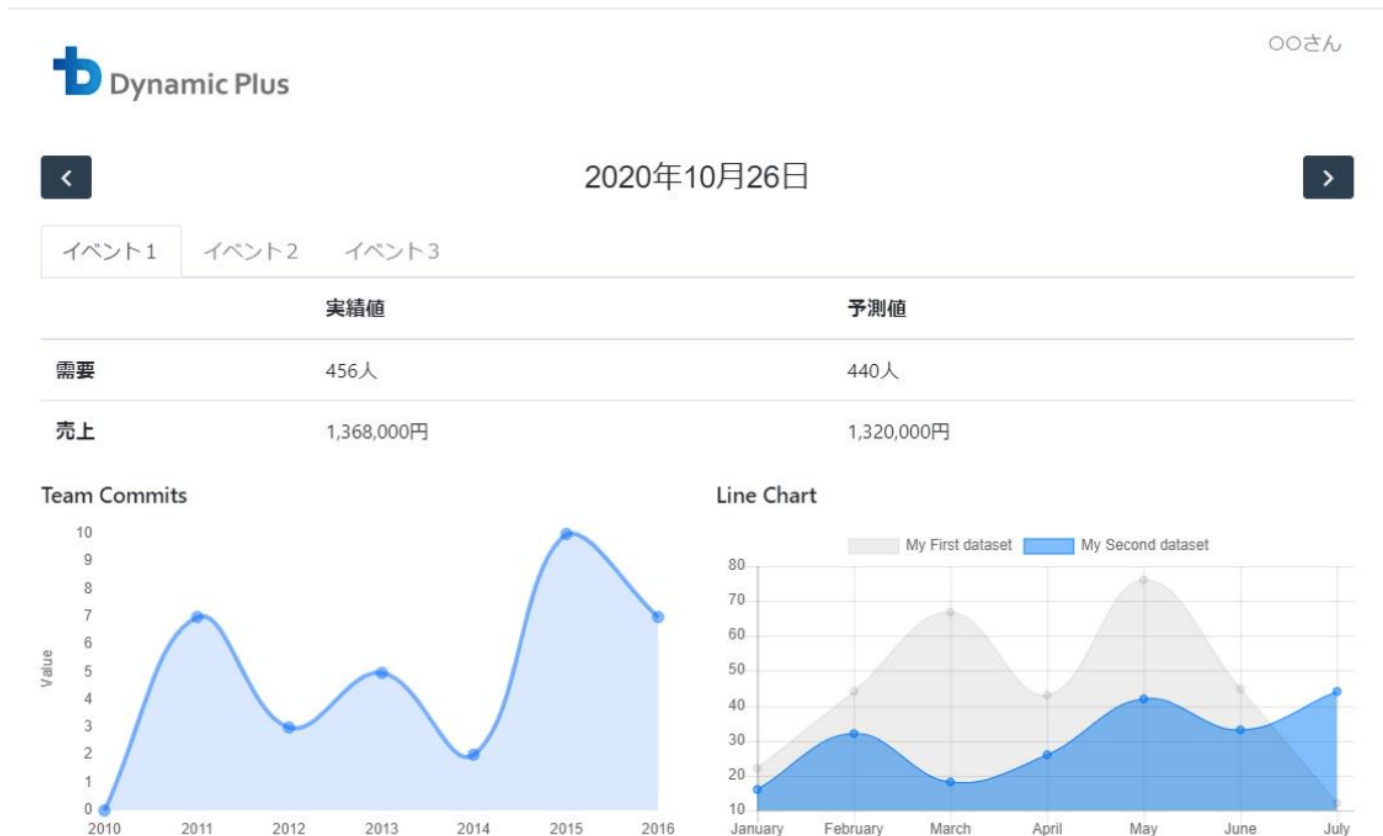 ○○さん
Dynamic Plus
2020年10月26日
イベント1 イベント2 イベント3
実績値 予測値
需要 456人 440人
売上 1,368,000円 1,320,000円
Team Commits
10
9
8
7
6
5
4
3
2
1
0
Value
2010 2011 2012 2013 2014 2015 2016
Line Chart
My First dataset My Second dataset
80
70
60
50
40
30
20
10
January February March April May June July